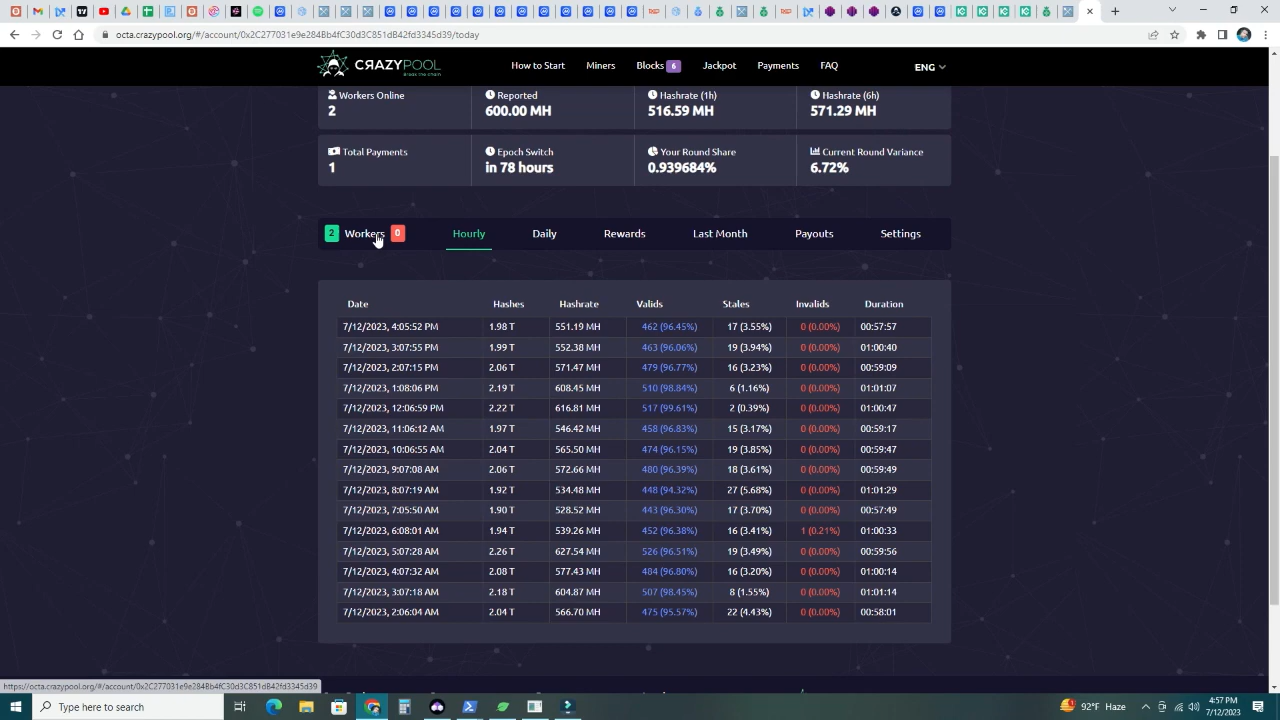 octa.crazypool.org/#/account/0x2C277031e9e284Bb4fC30d3C851dB42fd3345d39/today
CRAZYPOOL
Break the chain
How to Start Miners Blocks 6 Jackpot Payments FAQ ENG
Workers Online Reported Hashrate (1h) Hashrate (6h)
2 600.00 MH 516.59 MH 571.29 MH
Total Payments Epoch Switch Your Round Share Current Round Variance
1 in 78 hours 0.939684% 6.72%
2 Workers 0 Hourly Daily Rewards Last Month Payouts Settings
Date Hashes Hashrate Valids Stales Invalids Duration
7/12/2023, 4:05:52 PM 1.98 T 551.19 MH 462 (96.45%) 17 (3.55%) 0 (0.00%) 00:57:57
7/12/2023, 3:07:55 PM 1.99 T 552.38 MH 463 (96.06%) 19 (3.94%) 0 (0.00%) 01:00:40
7/12/2023, 2:07:15 PM 2.06 T 571.47 MH 479 (96.77%) 16 (3.23%) 0 (0.00%) 00:59:09
7/12/2023, 1:08:06 PM 2.19 T 608.45 MH 510 (98.84%) 6 (1.16%) 0 (0.00%) 01:01:07
7/12/2023, 12:06:59 PM 2.22 T 616.81 MH 517 (99.61%) 2 (0.39%) 0 (0.00%) 01:00:47
7/12/2023, 11:06:12 AM 1.97 T 546.42 MH 458 (96.83%) 15 (3.17%) 0 (0.00%) 00:59:17
7/12/2023, 10:06:55 AM 2.04 T 565.50 MH 474 (96.15%) 19 (3.85%) 0 (0.00%) 00:59:47
7/12/2023, 9:07:08 AM 2.06 T 572.66 MH 480 (96.39%) 18 (3.61%) 0 (0.00%) 00:59:49
7/12/2023, 8:07:19 AM 1.92 T 534.48 MH 448 (94.32%) 27 (5.68%) 0 (0.00%) 01:01:29
7/12/2023, 7:05:50 AM 1.90 T 528.52 MH 443 (96.30%) 17 (3.70%) 0 (0.00%) 00:57:49
7/12/2023, 6:08:01 AM 1.94 T 539.26 MH 452 (96.38%) 16 (3.41%) 1 (0.21%) 01:00:33
7/12/2023, 5:07:28 AM 2.26 T 627.54 MH 526 (96.51%) 19 (3.49%) 0 (0.00%) 00:59:56
7/12/2023, 4:07:32 AM 2.08 T 577.43 MH 484 (96.80%) 16 (3.20%) 0 (0.00%) 01:00:14
7/12/2023, 3:07:18 AM 2.18 T 604.87 MH 507 (98.45%) 8 (1.55%) 0 (0.00%) 01:01:14
7/12/2023, 2:06:04 AM 2.04 T 566.70 MH 475 (95.57%) 22 (4.43%) 0 (0.00%) 00:58:01
https://octa.crazypool.org/#/account/0x2C277031e9e284Bb4fC30d3C851dB42fd3345d39
Type here to search 92°F Haze 4:57 PM
7/12/2023